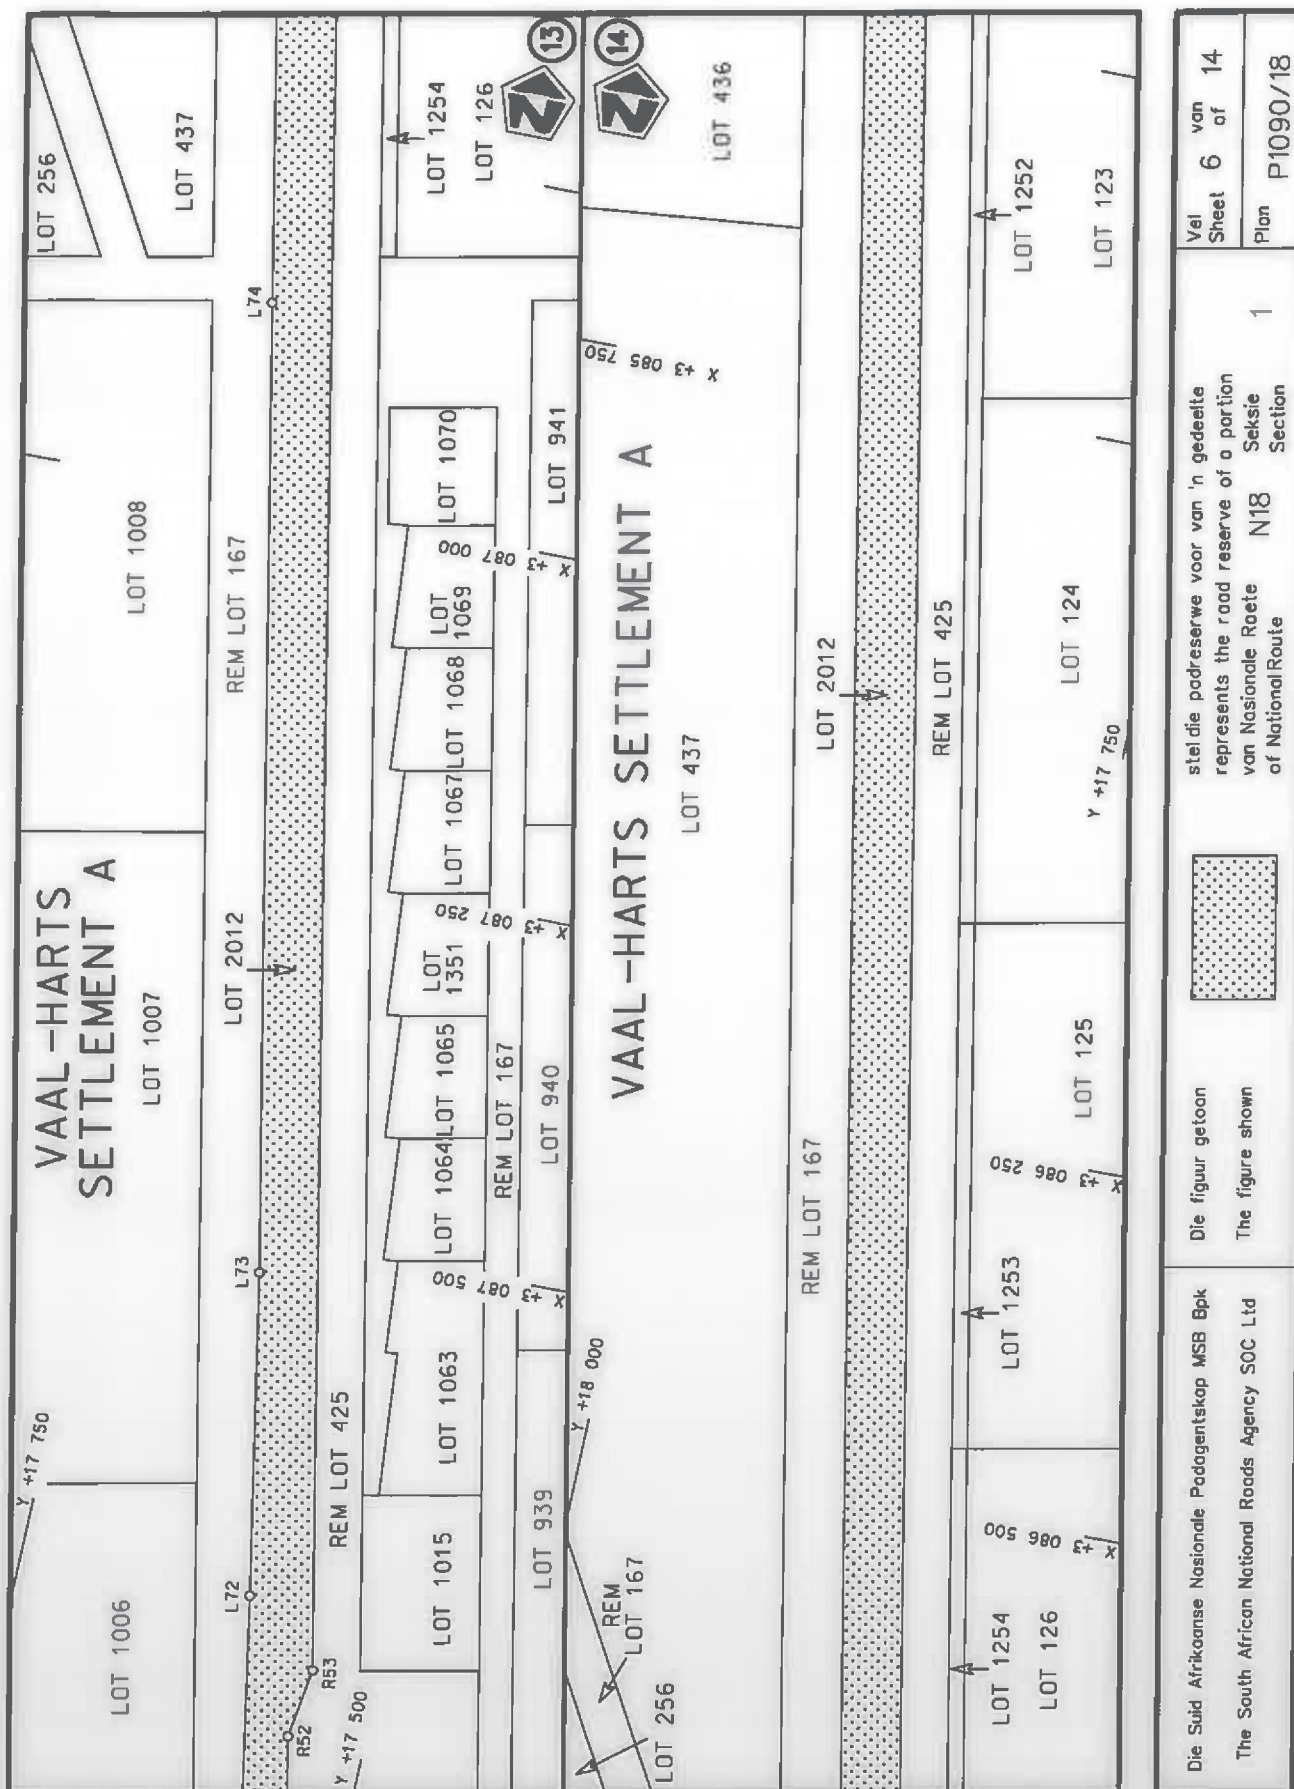 VAAL-HARTS
SETTLEMENT A
LOT 1006
LOT 1007
LOT 1008
LOT 256
LOT 437
Y +17 750
L72
L73
L74
LOT 2012
REM LOT 167
R52
R53
Y +17 500
REM LOT 425
LOT 1015
LOT 1063
LOT 1064
LOT 1065
LOT
1351
LOT 1067
LOT 1068
LOT
1069
LOT 1070
LOT 1254
LOT 126
X +3 087 500
X +3 087 250
X +3 087 000
REM LOT 167
LOT 939
LOT 940
LOT 941
13
14
VAAL-HARTS SETTLEMENT A
LOT 256
REM
LOT 167
Y +18 000
LOT 437
X +3 085 750
LOT 436
REM LOT 167
LOT 2012
REM LOT 425
LOT 1254
LOT 126
LOT 1253
LOT 125
LOT 124
LOT 1252
LOT 123
X +3 086 500
X +3 086 250
Y +17 750
Die Suid Afrikaanse Nasionale Padagentskap MSB Bpk
The South African National Roads Agency SOC Ltd
Die figuur getoon
The figure shown
stel die padreserwe voor van 'n gedeelte
represents the road reserve of a portion
van Nasionale Roete N18 Seksie 1
of National Route Section
Vel 6 van 14
Sheet of
Plan P1090/18